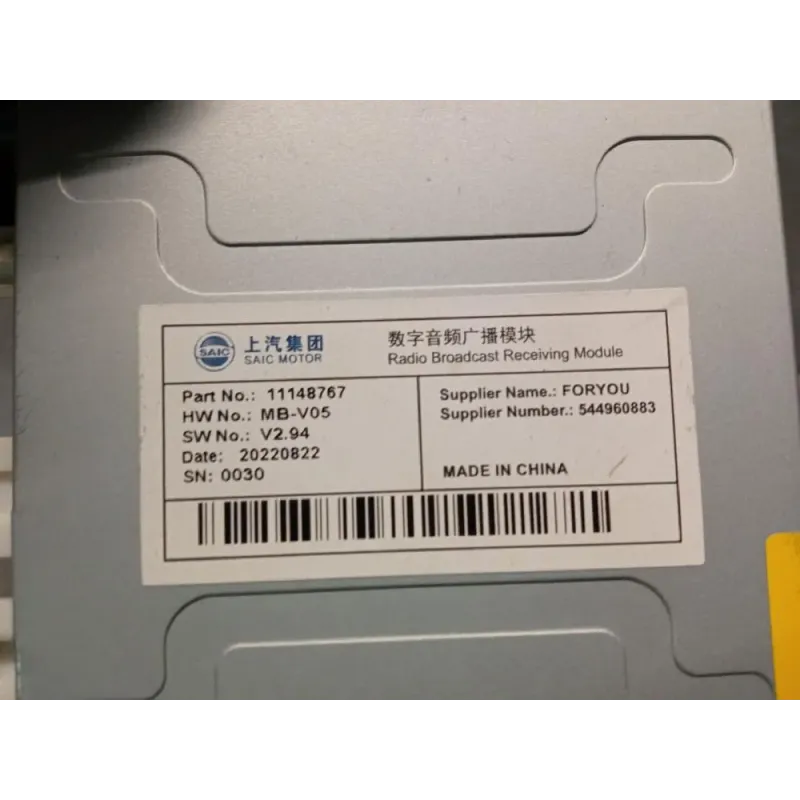 SAIC
上汽集团
SAIC MOTOR
数字音频广播模块
Radio Broadcast Receiving Module
Part No.: 11148767
HW No.: MB-V05
SW No.: V2.94
Date: 20220822
SN: 0030
Supplier Name.: FORYOU
Supplier Number.: 544960883
MADE IN CHINA